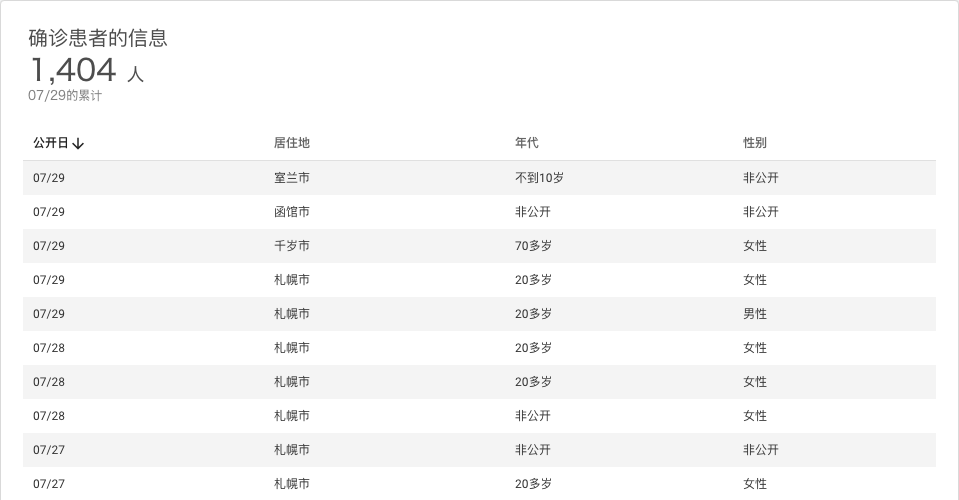 确诊患者的信息
1,404 人
07/29的累计
公开日 居住地 年代 性别
07/29 室兰市 不到10岁 非公开
07/29 函馆市 非公开 非公开
07/29 千岁市 70多岁 女性
07/29 札幌市 20多岁 女性
07/29 札幌市 20多岁 男性
07/28 札幌市 20多岁 女性
07/28 札幌市 20多岁 女性
07/28 札幌市 非公开 女性
07/27 札幌市 非公开 非公开
07/27 札幌市 20多岁 女性